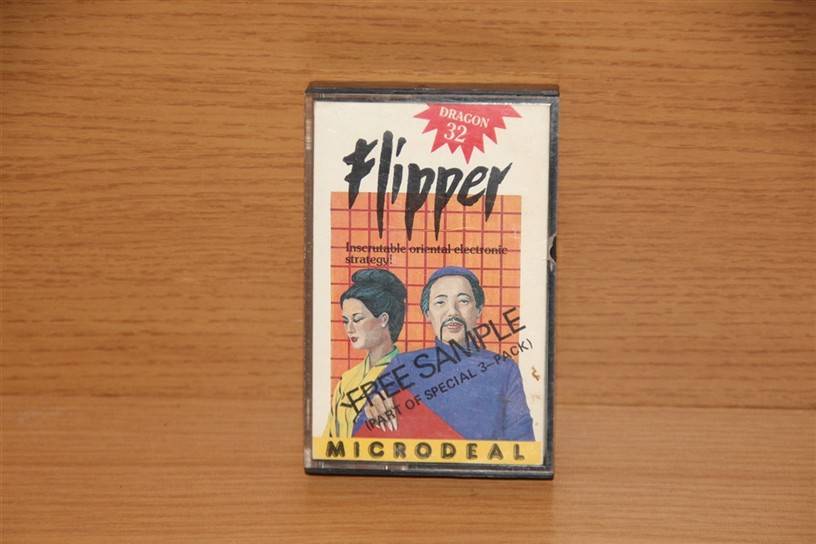 DRAGON
32
Flipper
Inscrutable oriental electronic
strategy!
FREE SAMPLE
(PART OF SPECIAL 3-PACK)
MICRODEAL